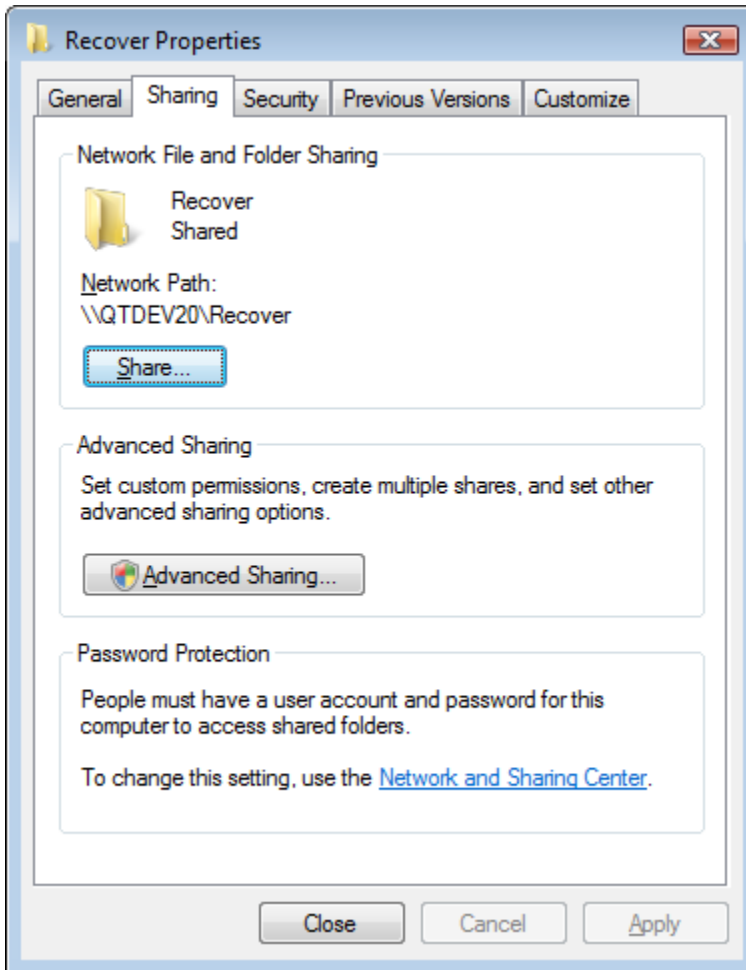 Recover Properties
General Sharing Security Previous Versions Customize
Network File and Folder Sharing
Recover
Shared
Network Path:
\\QTDEV20\Recover
Share...
Advanced Sharing
Set custom permissions, create multiple shares, and set other
advanced sharing options.
Advanced Sharing...
Password Protection
People must have a user account and password for this
computer to access shared folders.
To change this setting, use the Network and Sharing Center.
Close Cancel Apply